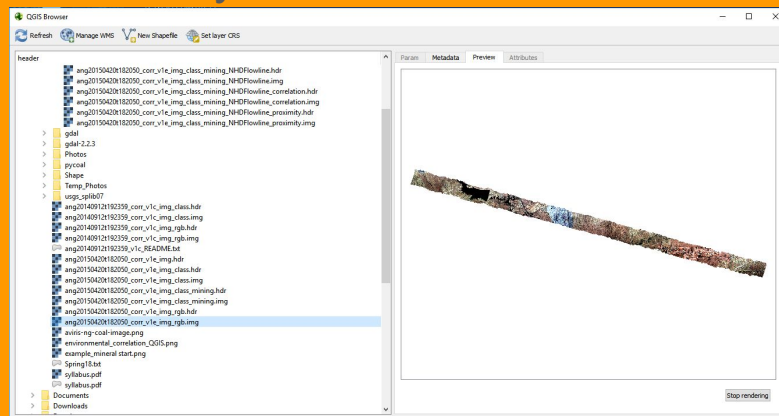 QGIS Browser
Refresh Manage WMS New Shapefile Set layer CRS
header
ang20150420t182050_corr_v1e_img_class_mining_NHDFlowline.hdr
ang20150420t182050_corr_v1e_img_class_mining_NHDFlowline.img
ang20150420t182050_corr_v1e_img_class_mining_NHDFlowline_correlation.hdr
ang20150420t182050_corr_v1e_img_class_mining_NHDFlowline_correlation.img
ang20150420t182050_corr_v1e_img_class_mining_NHDFlowline_proximity.hdr
ang20150420t182050_corr_v1e_img_class_mining_NHDFlowline_proximity.img
gdal
gdal-2.2.3
Photos
pycoal
Shape
Temp_Photos
usgs_splib07
ang20140912t192359_corr_v1c_img_class.hdr
ang20140912t192359_corr_v1c_img_class.img
ang20140912t192359_corr_v1c_img_rgb.hdr
ang20140912t192359_corr_v1c_img_rgb.img
ang20140912t192359_v1c_README.txt
ang20150420t182050_corr_v1e_img.hdr
ang20150420t182050_corr_v1e_img_class.hdr
ang20150420t182050_corr_v1e_img_class.img
ang20150420t182050_corr_v1e_img_class_mining.hdr
ang20150420t182050_corr_v1e_img_class_mining.img
ang20150420t182050_corr_v1e_img_rgb.hdr
ang20150420t182050_corr_v1e_img_rgb.img
aviris-ng-coal-image.png
environmental_correlation_QGIS.png
example_mineral start.png
Spring18.txt
syllabus.pdf
syllabus.pdf
Documents
Downloads
Param Metadata Preview Attributes
Stop rendering